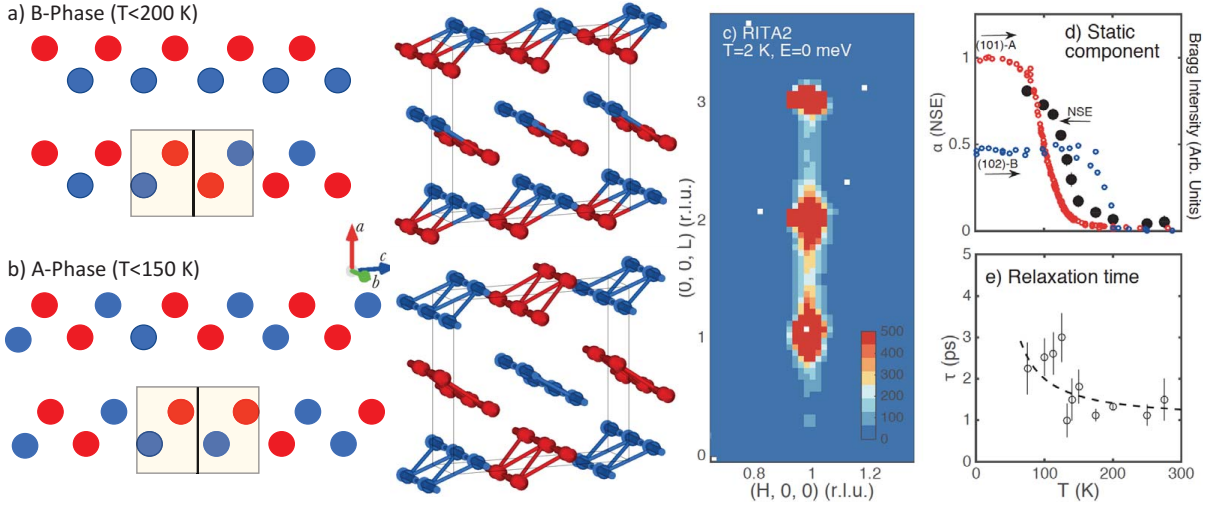 a) B-Phase (T<200 K)
b) A-Phase (T<150 K)
a
c
b
c) RITA2
T=2 K, E=0 meV
(0, 0, L) (r.l.u.)
3
2
1
0
500
400
300
200
100
0
0.8
1
1.2
(H, 0, 0) (r.l.u.)
d) Static
component
(101)-A
NSE
(102)-B
α (NSE)
1
0.5
0
Bragg Intensity (Arb. Units)
e) Relaxation time
τ (ps)
5
4
3
2
1
0
0
100
200
300
T (K)